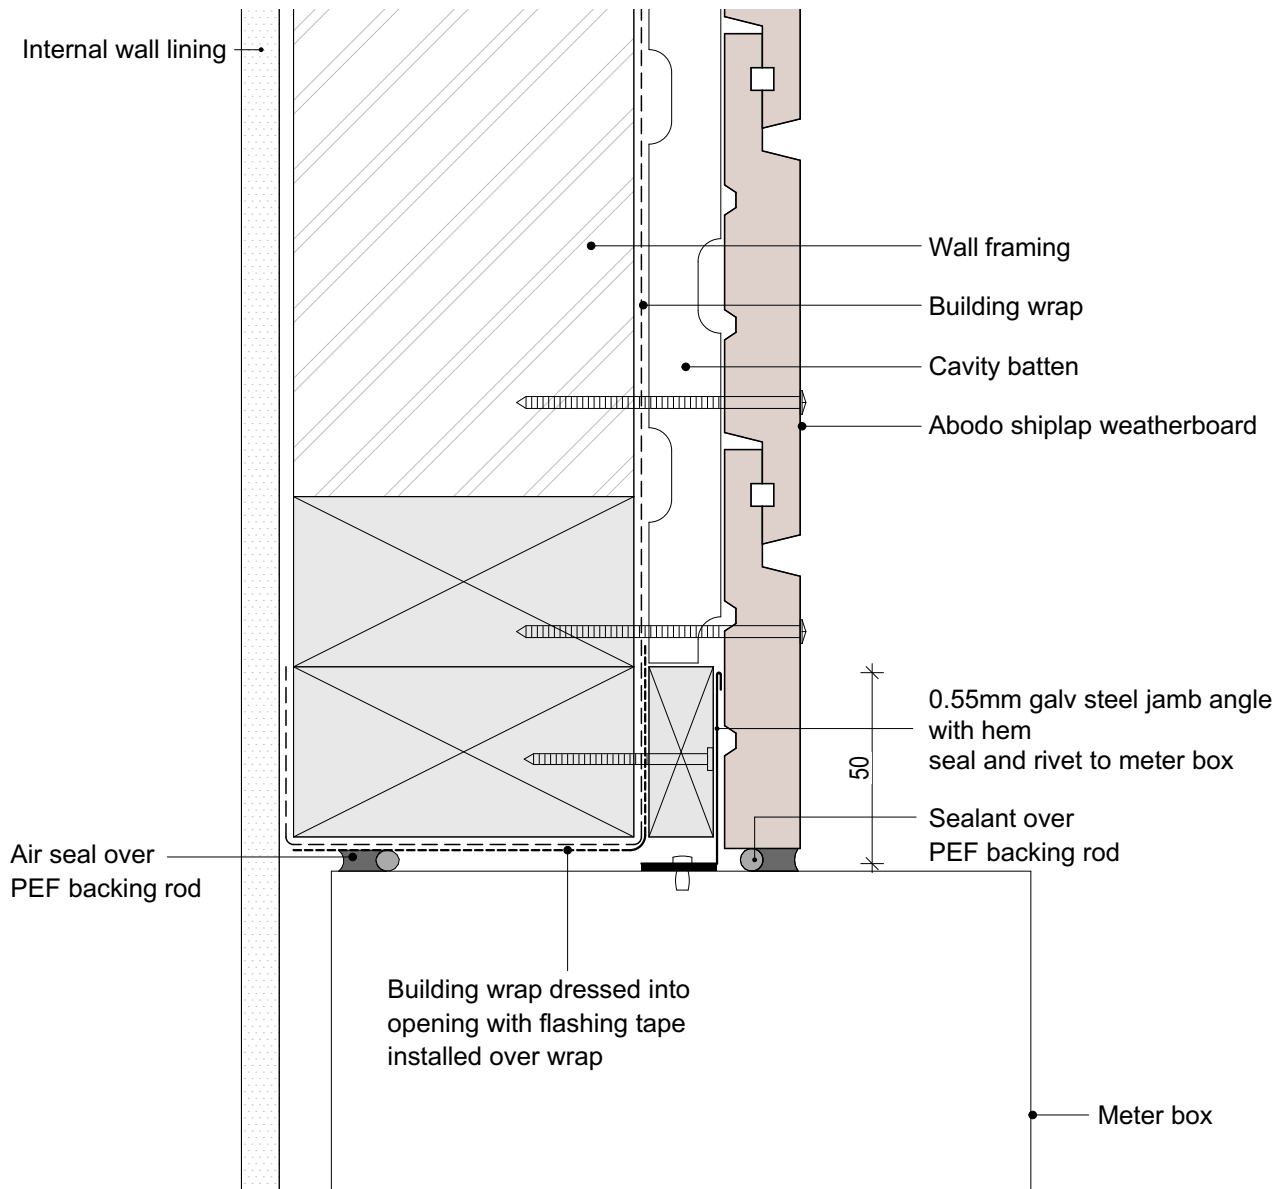 Internal wall lining
Wall framing
Building wrap
Cavity batten
Abodo shiplap weatherboard
0.55mm galv steel jamb angle
with hem
seal and rivet to meter box
50
Sealant over
PEF backing rod
Air seal over
PEF backing rod
Building wrap dressed into
opening with flashing tape
installed over wrap
Meter box